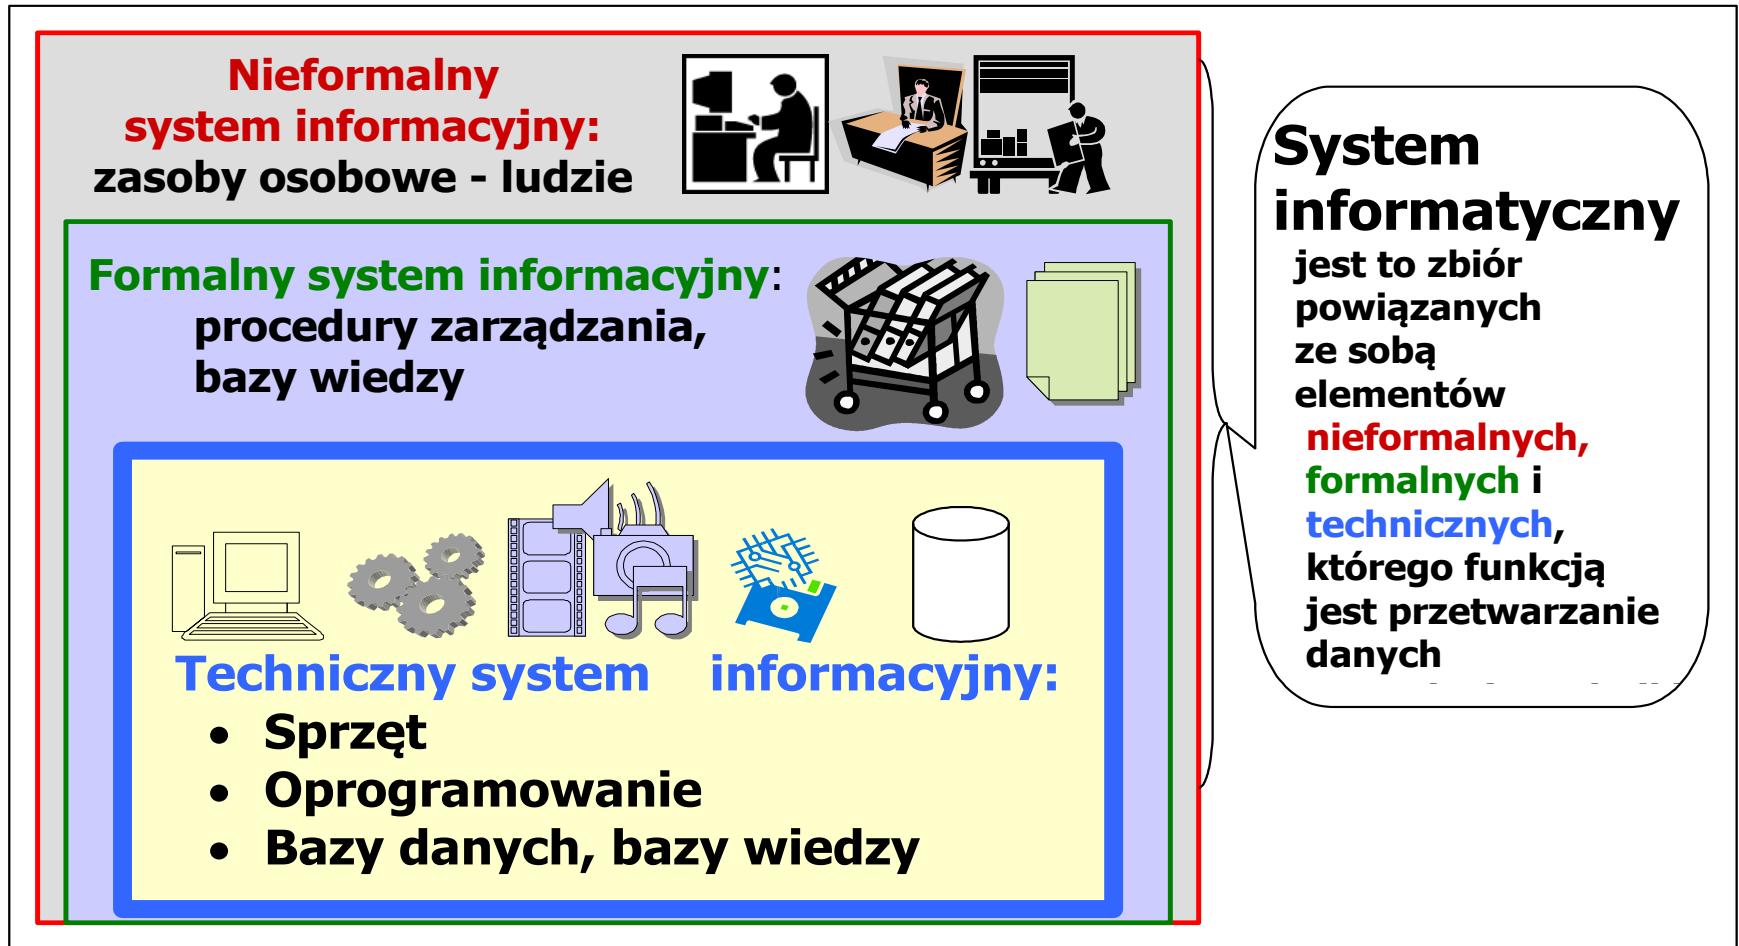 Nieformalny
system informacyjny:
zasoby osobowe - ludzie
Formalny system informacyjny:
procedury zarządzania,
bazy wiedzy
Techniczny system informacyjny:
• Sprzęt
• Oprogramowanie
• Bazy danych, bazy wiedzy
System
informatyczny
jest to zbiór
powiązanych
ze sobą
elementów
nieformalnych,
formalnych i
technicznych,
którego funkcją
jest przetwarzanie
danych